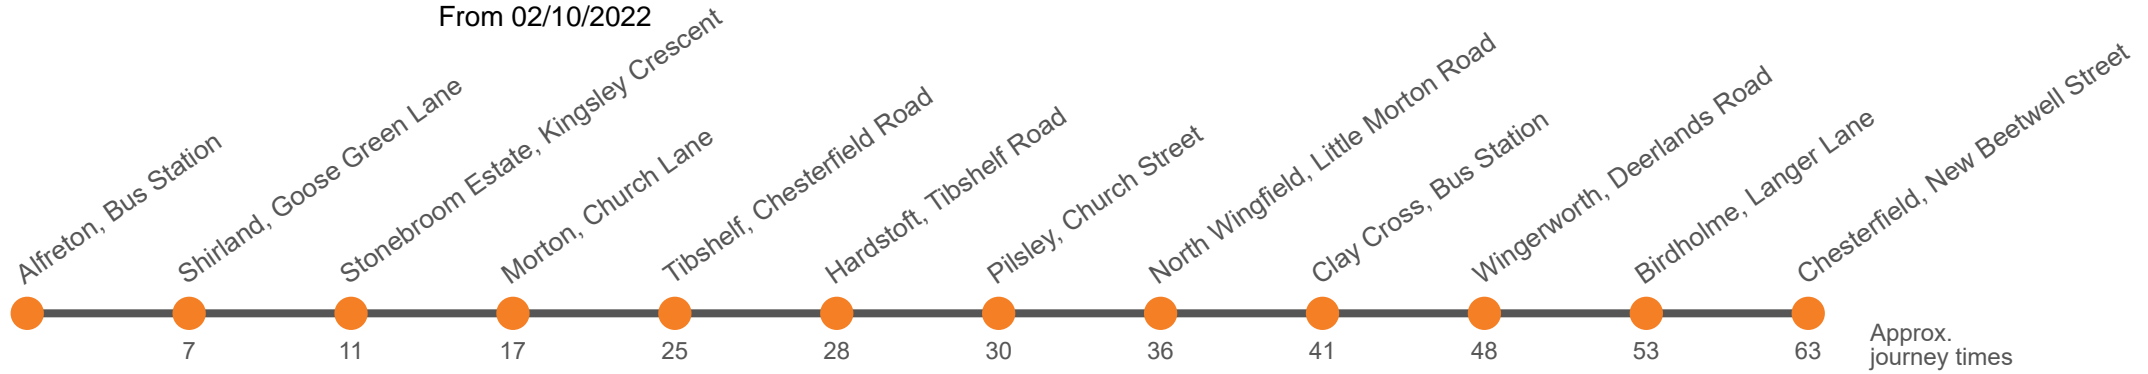 From 02/10/2022
Alfreton, Bus Station
Shirland, Goose Green Lane
Stonebroom Estate, Kingsley Crescent
Morton, Church Lane
Tibshelf, Chesterfield Road
Hardstoft, Tibshelf Road
Pilsley, Church Street
North Wingfield, Little Morton Road
Clay Cross, Bus Station
Wingerworth, Deerlands Road
Birdholme, Langer Lane
Chesterfield, New Beetwell Street
7 11 17 25 28 30 36 41 48 53 63
Approx.
journey times